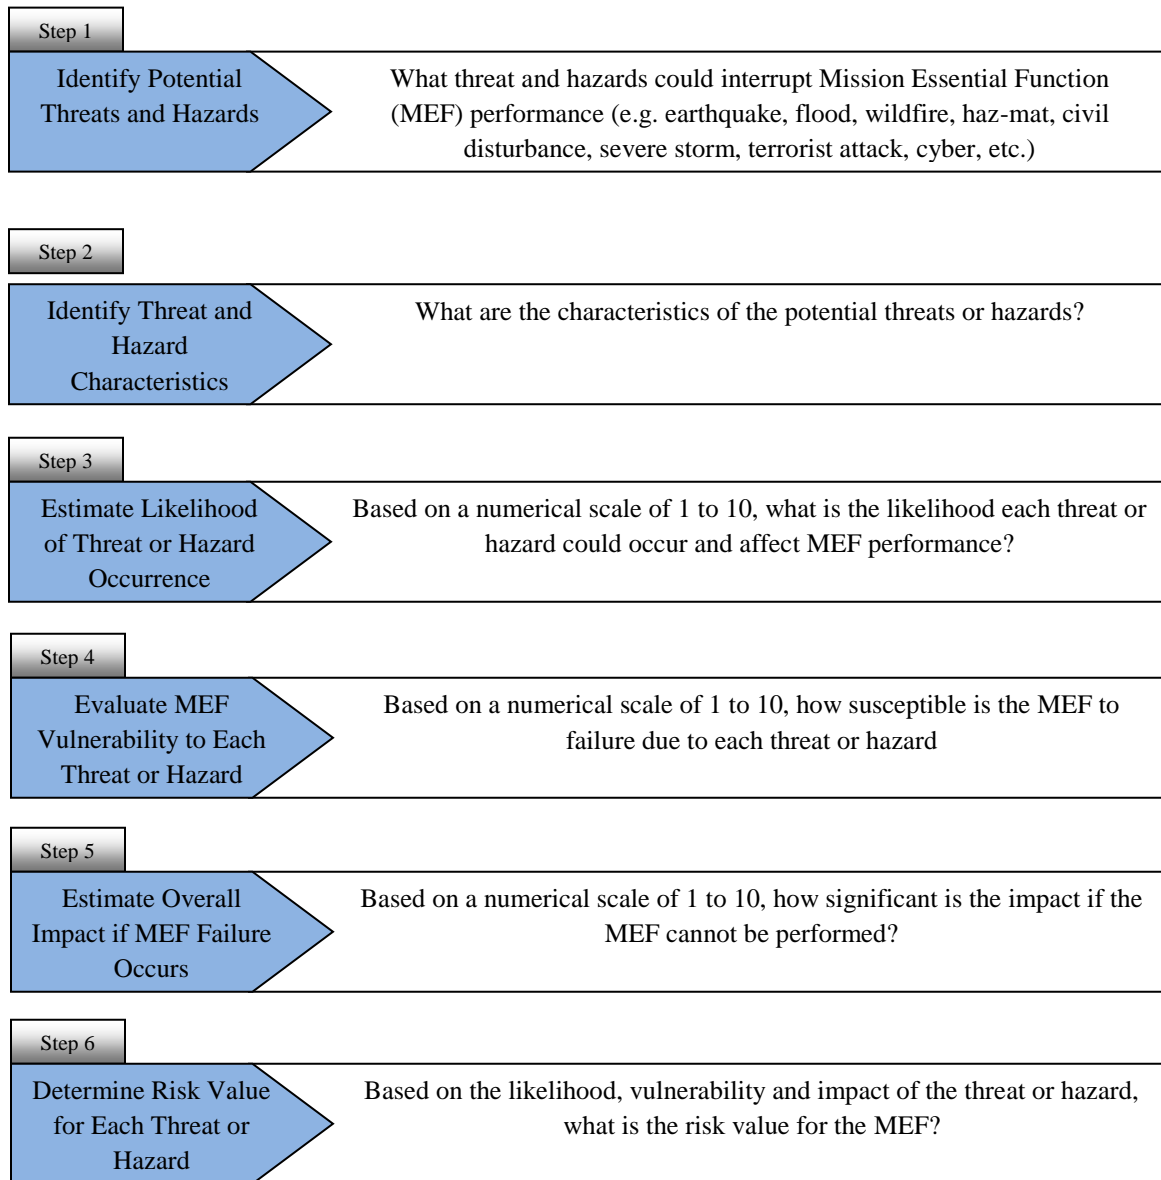 Step 1
Identify Potential
Threats and Hazards
What threat and hazards could interrupt Mission Essential Function
(MEF) performance (e.g. earthquake, flood, wildfire, haz-mat, civil
disturbance, severe storm, terrorist attack, cyber, etc.)
Step 2
Identify Threat and
Hazard
Characteristics
What are the characteristics of the potential threats or hazards?
Step 3
Estimate Likelihood
of Threat or Hazard
Occurrence
Based on a numerical scale of 1 to 10, what is the likelihood each threat or
hazard could occur and affect MEF performance?
Step 4
Evaluate MEF
Vulnerability to Each
Threat or Hazard
Based on a numerical scale of 1 to 10, how susceptible is the MEF to
failure due to each threat or hazard
Step 5
Estimate Overall
Impact if MEF Failure
Occurs
Based on a numerical scale of 1 to 10, how significant is the impact if the
MEF cannot be performed?
Step 6
Determine Risk Value
for Each Threat or
Hazard
Based on the likelihood, vulnerability and impact of the threat or hazard,
what is the risk value for the MEF?